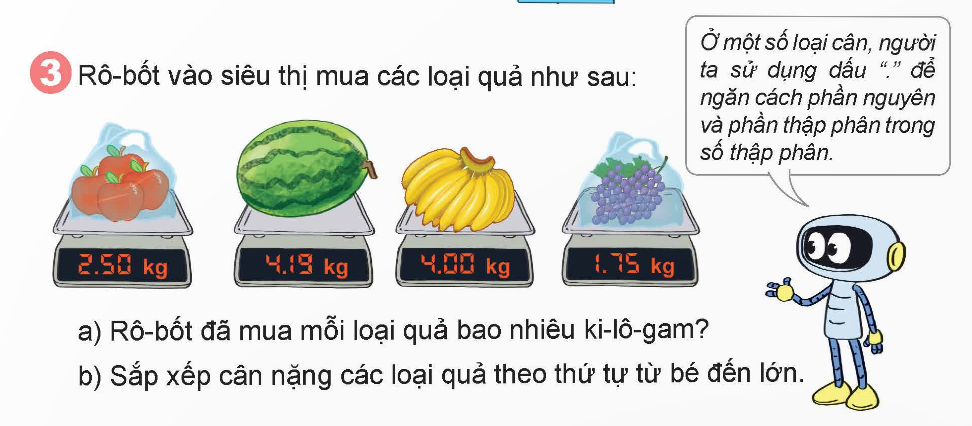 Ở một số loại cân, người
ta sử dụng dấu “.” để
ngăn cách phần nguyên
và phần thập phân trong
số thập phân.
3 Rô-bốt vào siêu thị mua các loại quả như sau:
2.50 kg
4.19 kg
4.00 kg
1.75 kg
a) Rô-bốt đã mua mỗi loại quả bao nhiêu ki-lô-gam?
b) Sắp xếp cân nặng các loại quả theo thứ tự từ bé đến lớn.